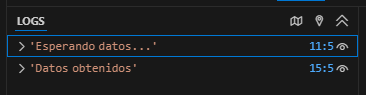 LOGS
'Esperando datos...' 11:5
'Datos obtenidos' 15:5